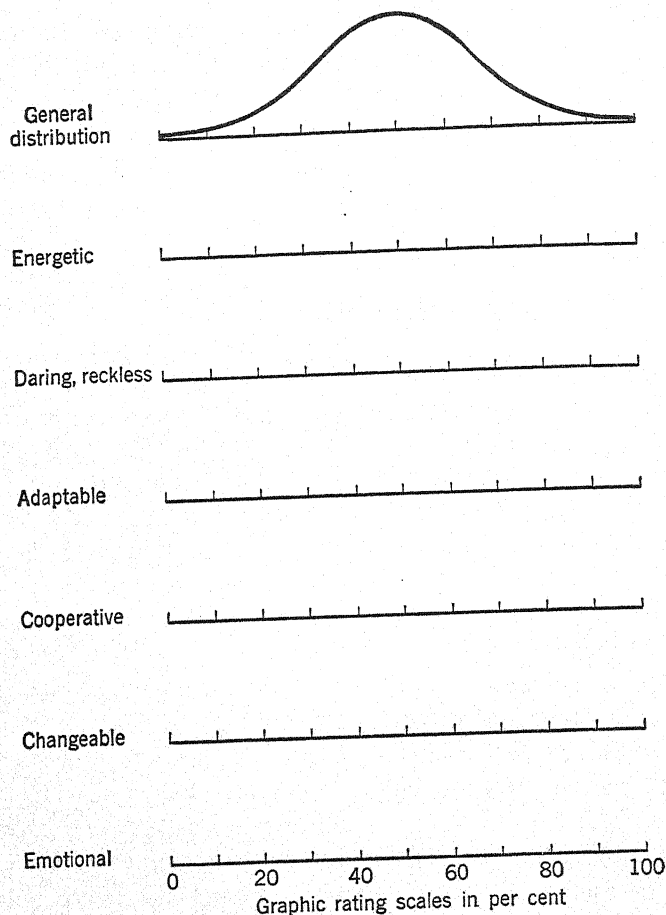 General
distribution
Energetic
Daring, reckless
Adaptable
Cooperative
Changeable
Emotional
0 20 40 60 80 100
Graphic rating scales in per cent